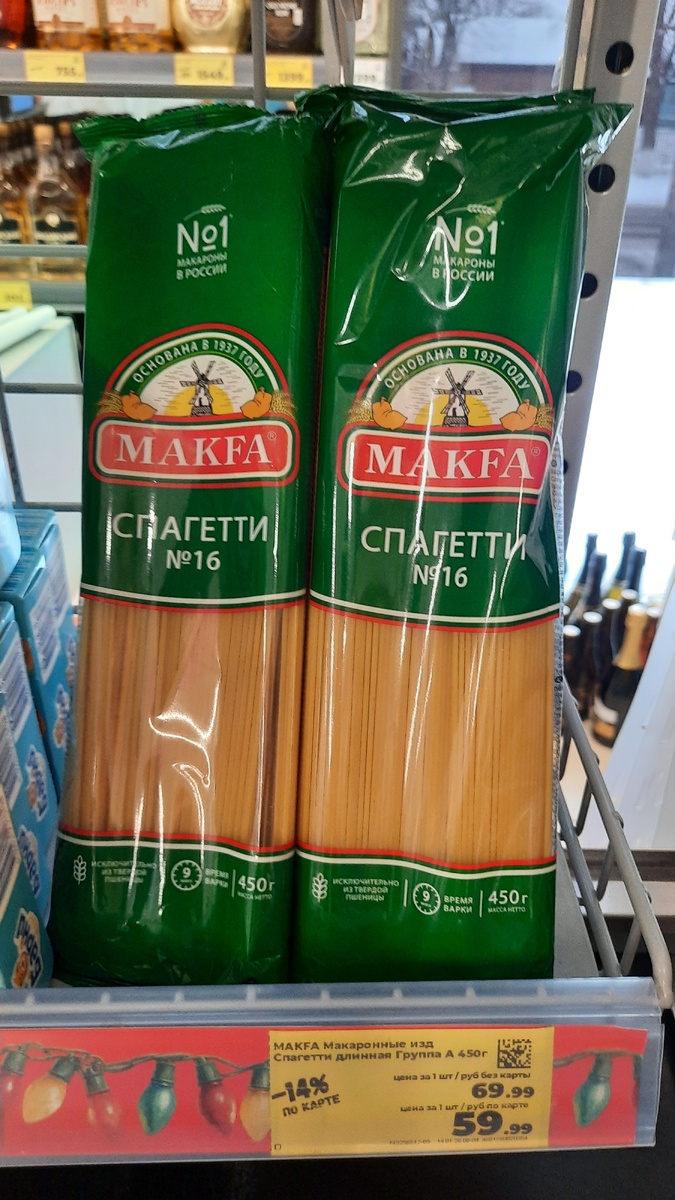 755
1549
1399
№1
МАКАРОНЫ
В РОССИИ
ОСНОВАНА В 1937 ГОДУ
MAKFA®
СПАГЕТТИ
№16
ИСКЛЮЧИТЕЛЬНО
ИЗ ТВЕРДОЙ
ПШЕНИЦЫ
9
ВРЕМЯ
ВАРКИ
450г
МАССА НЕТТО
№1
МАКАРОНЫ
В РОССИИ
ОСНОВАНА В 1937 ГОДУ
MAKFA®
СПАГЕТТИ
№16
ИСКЛЮЧИТЕЛЬНО
ИЗ ТВЕРДОЙ
ПШЕНИЦЫ
9
ВРЕМЯ
ВАРКИ
450г
МАССА НЕТТО
MAKFA Макаронные изд
Спагетти длинная Группа А 450г
-14%
ПО КАРТЕ
цена за 1 шт / руб без карты
69.99
цена за 1 шт / руб по карте
59.99